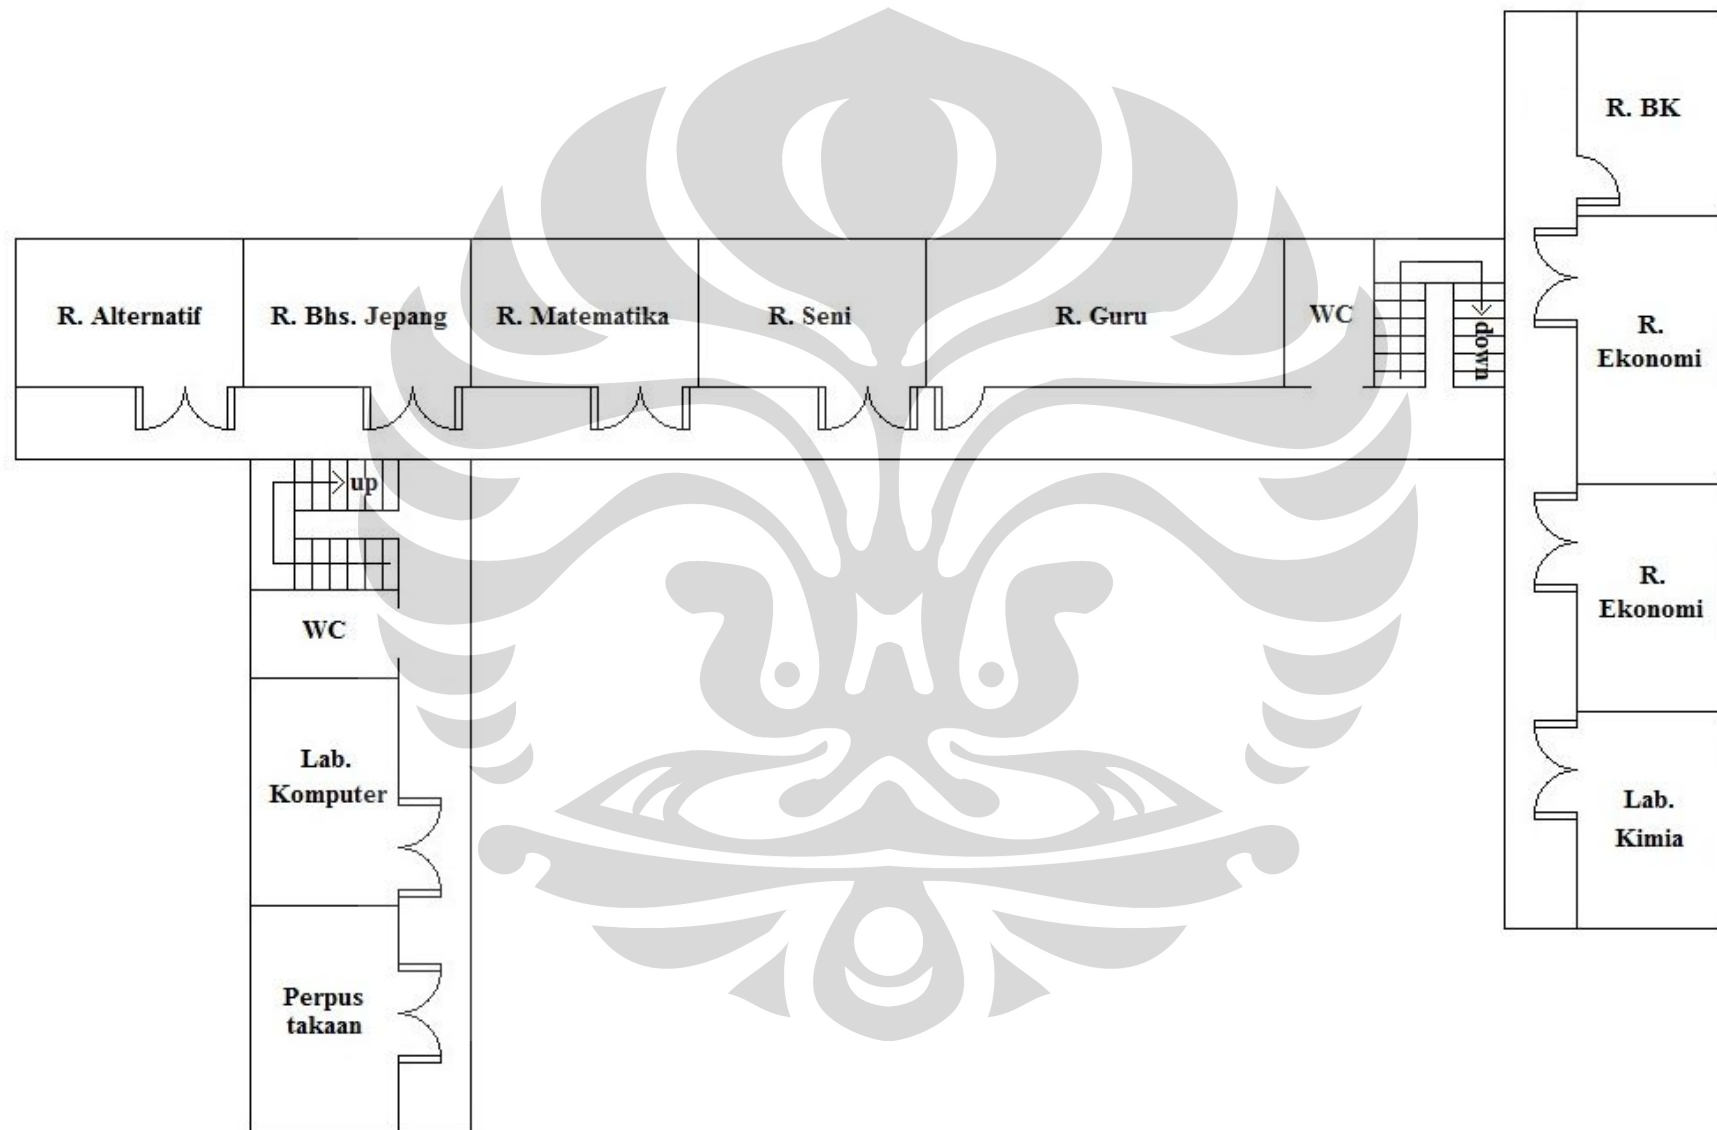 R. BK
R. Alternatif
R. Bhs. Jepang
R. Matematika
R. Seni
R. Guru
WC
down
R.
Ekonomi
up
WC
R.
Ekonomi
Lab.
Komputer
Lab.
Kimia
Perpus
takaan